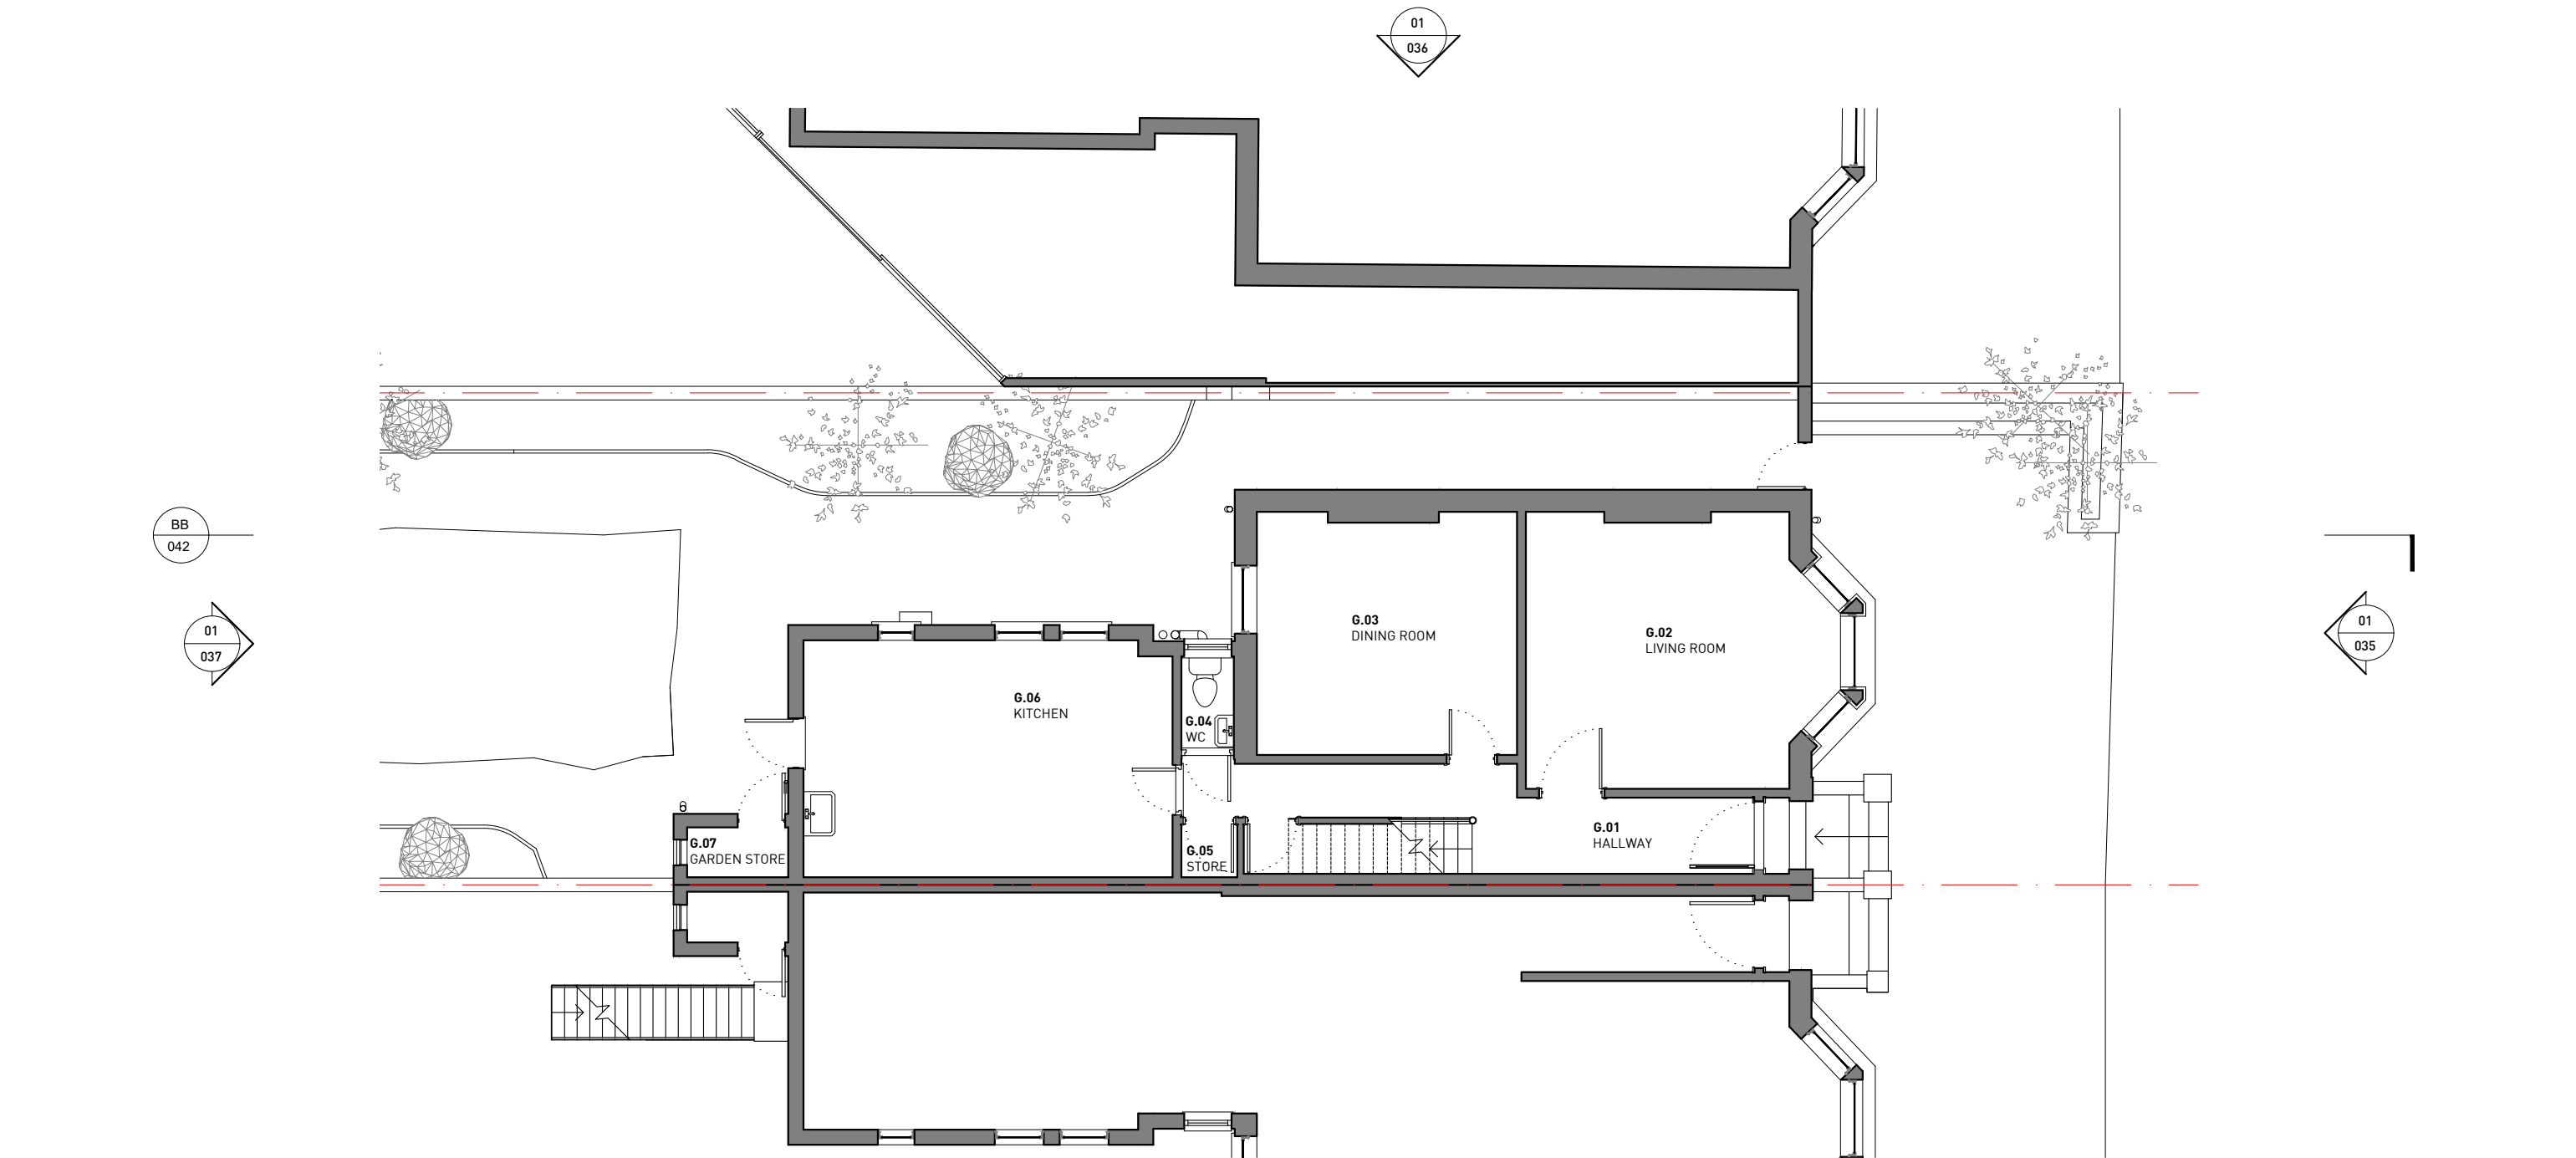 01
036
BB
042
01
037
01
035
G.03
DINING ROOM
G.02
LIVING ROOM
G.06
KITCHEN
G.04
WC
G.01
HALLWAY
G.07
GARDEN STORE
G.05
STORE